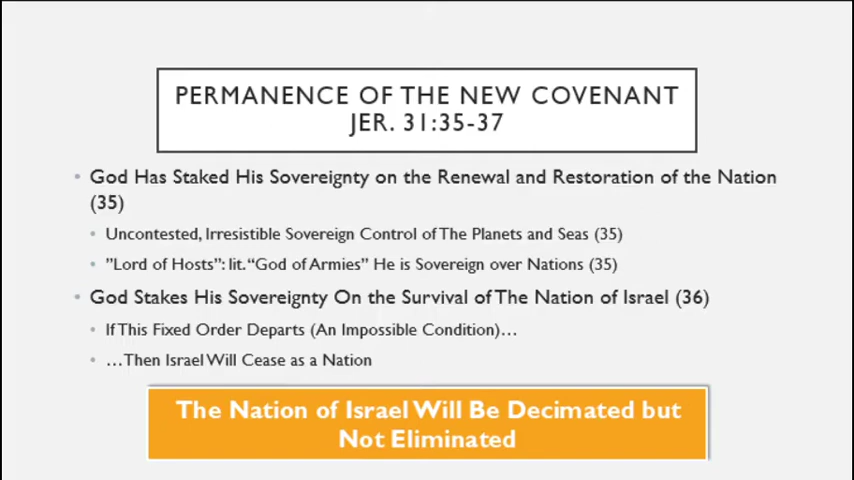 PERMANENCE OF THE NEW COVENANT
JER. 31:35-37
• God Has Staked His Sovereignty on the Renewal and Restoration of the Nation
(35)
• Uncontested, Irresistible Sovereign Control of The Planets and Seas (35)
• ”Lord of Hosts”: lit. “God of Armies” He is Sovereign over Nations (35)
• God Stakes His Sovereignty On the Survival of The Nation of Israel (36)
• If This Fixed Order Departs (An Impossible Condition)…
• …Then Israel Will Cease as a Nation
The Nation of Israel Will Be Decimated but
Not Eliminated